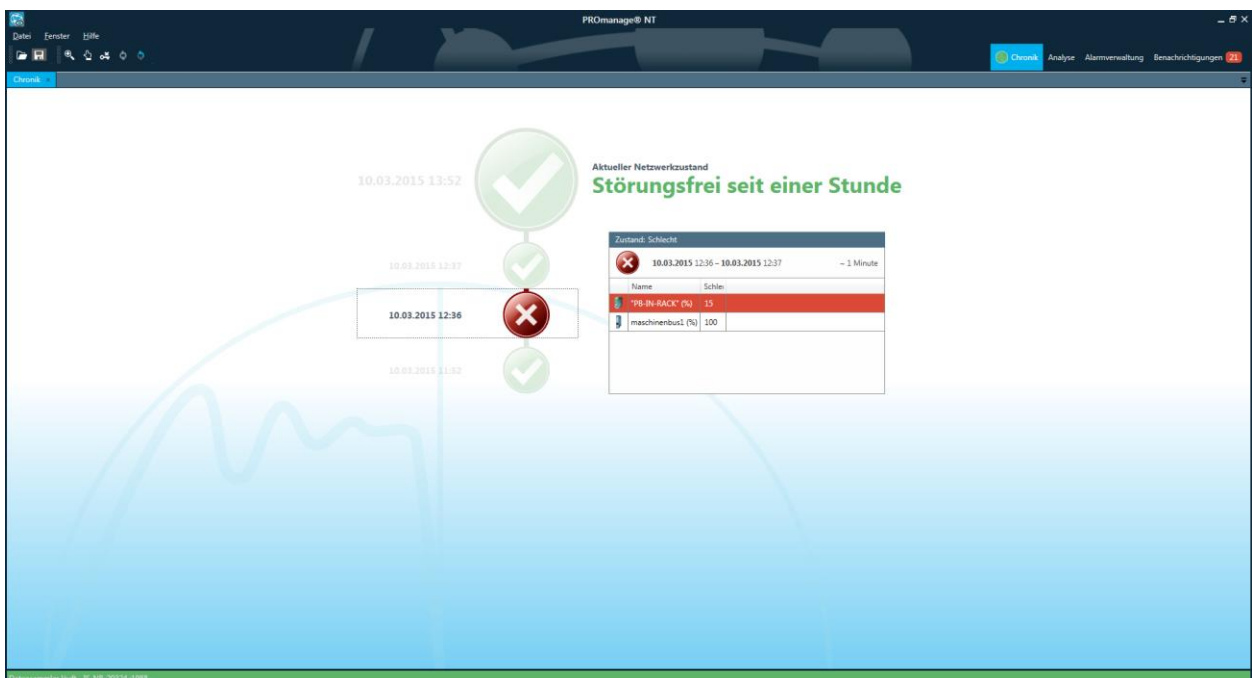 PROmanage® NT
Datei Fenster Hilfe
Chronik Analyse Alarmverwaltung Benachrichtigungen 21
Chronik
10.03.2015 13:52
Aktueller Netzwerkzustand
Störungsfrei seit einer Stunde
10.03.2015 12:37
10.03.2015 12:36
10.03.2015 11:52
Zustand: Schlecht
10.03.2015 12:36 – 10.03.2015 12:37 ~ 1 Minute
Name Schle
"PB-IN-RACK" (%) 15
maschinenbus1 (%) 100